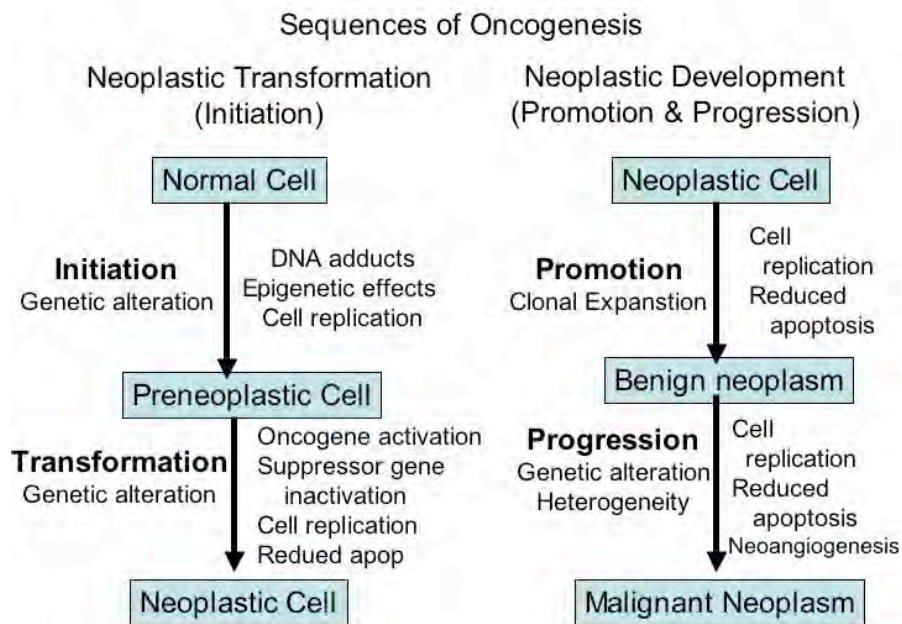 Sequences of Oncogenesis
Neoplastic Transformation
(Initiation)
Normal Cell
Initiation
Genetic alteration
DNA adducts
Epigenetic effects
Cell replication
Preneoplastic Cell
Transformation
Genetic alteration
Oncogene activation
Suppressor gene
inactivation
Cell replication
Redued apop
Neoplastic Cell
Neoplastic Development
(Promotion & Progression)
Neoplastic Cell
Promotion
Clonal Expanstion
Cell
replication
Reduced
apoptosis
Benign neoplasm
Progression
Genetic alteration
Heterogeneity
Cell
replication
Reduced
apoptosis
Neoangiogenesis
Malignant Neoplasm